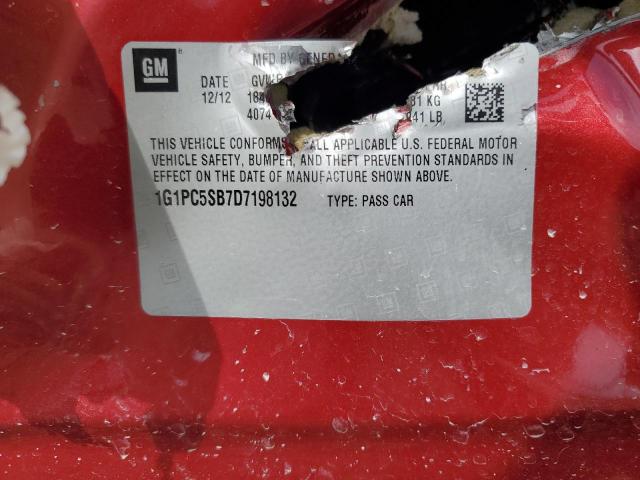 GM
MFD BY GENERA
DATE GVWR
12/12 184 81 KG
4074 841 LB
THIS VEHICLE CONFORMS ALL APPLICABLE U.S. FEDERAL MOTOR
VEHICLE SAFETY, BUMPER, AND THEFT PREVENTION STANDARDS IN
EFFECT ON THE DATE OF MANUFACTURE SHOWN ABOVE.
1G1PC5SB7D7198132 TYPE: PASS CAR